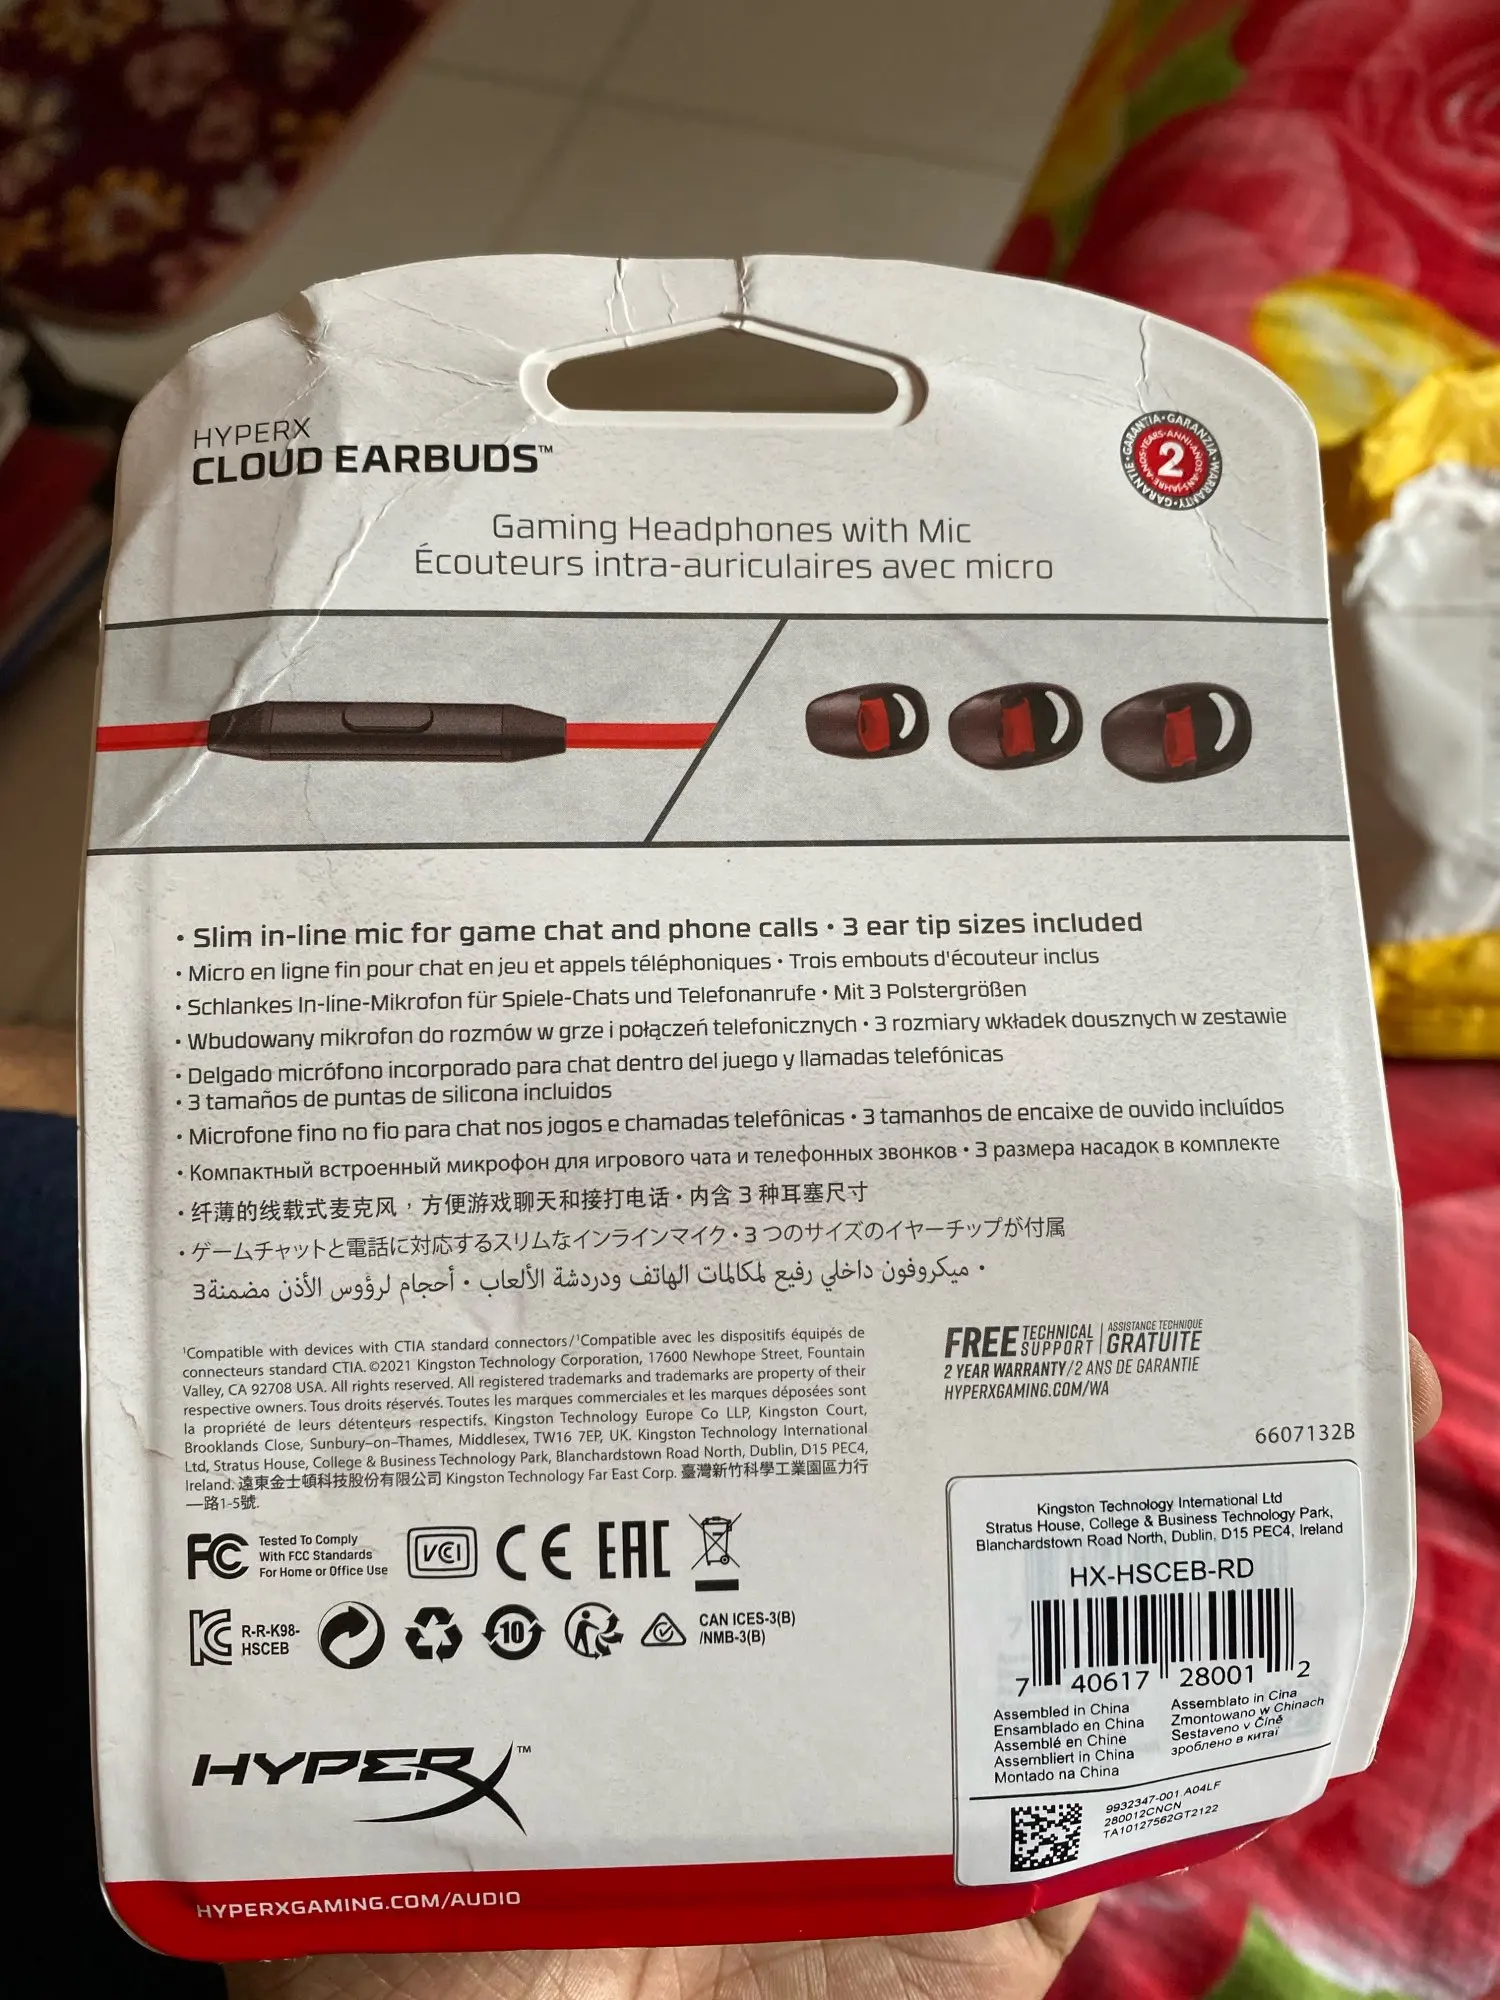 HYPERX
CLOUD EARBUDS™
GARANTIE·GARANTIA·GARANZIA·WARRANTY·GARANTIE
2
Gaming Headphones with Mic
Écouteurs intra-auriculaires avec micro
• Slim in-line mic for game chat and phone calls • 3 ear tip sizes included
• Micro en ligne fin pour chat en jeu et appels téléphoniques • Trois embouts d'écouteur inclus
• Schlankes In-line-Mikrofon für Spiele-Chats und Telefonanrufe • Mit 3 Polstergrößen
• Wbudowany mikrofon do rozmów w grze i połączeń telefonicznych • 3 rozmiary wkładek dousznych w zestawie
• Delgado micrófono incorporado para chat dentro del juego y llamadas telefónicas
• 3 tamaños de puntas de silicona incluidos
• Microfone fino no fio para chat nos jogos e chamadas telefônicas • 3 tamanhos de encaixe de ouvido incluídos
• Компактный встроенный микрофон для игрового чата и телефонных звонков • 3 размера насадок в комплекте
• 纤薄的线载式麦克风，方便游戏聊天和接打电话 • 内含 3 种耳塞尺寸
• ゲームチャットと電話に対応するスリムなインラインマイク • 3 つのサイズのイヤーチップが付属
• ميكروفون داخلي رفيع لمكالمات الهاتف ودردشة الألعاب • أحجام لرؤوس الأذن مضمنة3
¹Compatible with devices with CTIA standard connectors/¹Compatible avec les dispositifs équipés de
connecteurs standard CTIA. ©2021 Kingston Technology Corporation, 17600 Newhope Street, Fountain
Valley, CA 92708 USA. All rights reserved. All registered trademarks and trademarks are property of their
respective owners. Tous droits réservés. Toutes les marques commerciales et les marques déposées sont
la propriété de leurs détenteurs respectifs. Kingston Technology Europe Co LLP, Kingston Court,
Brooklands Close, Sunbury-on-Thames, Middlesex, TW16 7EP, UK. Kingston Technology International
Ltd, Stratus House, College & Business Technology Park, Blanchardstown Road North, Dublin, D15 PEC4,
Ireland. 遠東金士頓科技股份有限公司 Kingston Technology Far East Corp. 臺灣新竹科學工業園區力行
一路1-5號.
FREE TECHNICAL SUPPORT | ASSISTANCE TECHNIQUE GRATUITE
2 YEAR WARRANTY/2 ANS DE GARANTIE
HYPERXGAMING.COM/WA
6607132B
FC Tested To Comply
With FCC Standards
For Home or Office Use
VCI CE EAC
R-R-K98-
HSCEB
10
CAN ICES-3(B)
/NMB-3(B)
HYPERX™
HYPERXGAMING.COM/AUDIO
Kingston Technology International Ltd
Stratus House, College & Business Technology Park,
Blanchardstown Road North, Dublin, D15 PEC4, Ireland
HX-HSCEB-RD
7 40617 28001 2
Assembled in China
Ensamblado en China
Assemblé en Chine
Assembliert in China
Montado na China
Assemblato in Cina
Zmontowano w Chinach
Sestaveno v Číně
зроблено в китаї
9932347-001.A04LF
280012CNCN
TA10127562GT2122